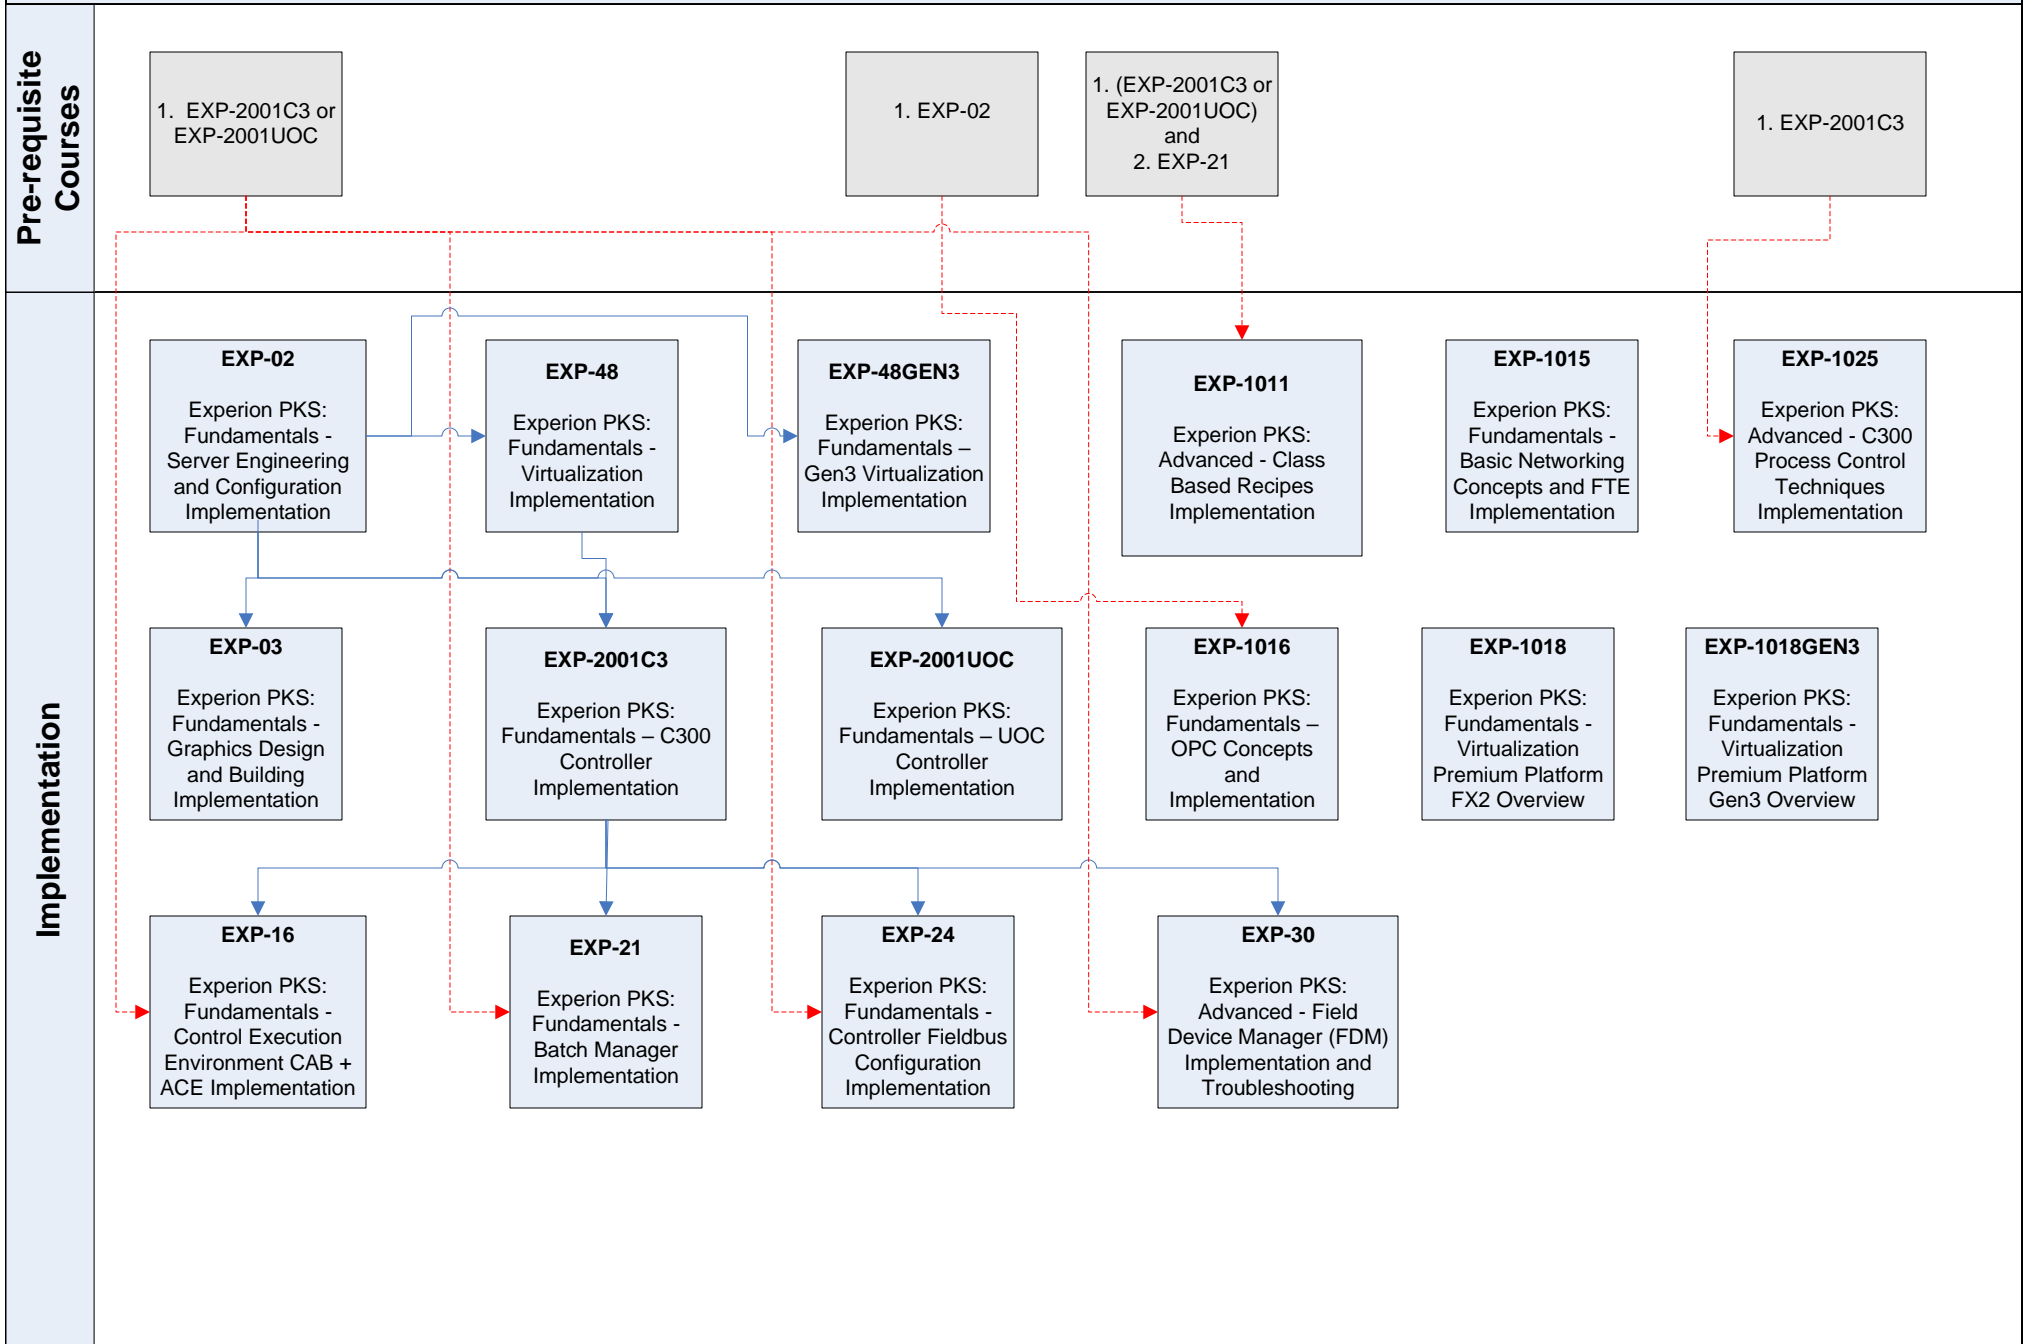 Pre-requisite
Courses
1.  EXP-2001C3 or
EXP-2001UOC
1. EXP-02
1. (EXP-2001C3 or
EXP-2001UOC)
and
2. EXP-21
1. EXP-2001C3
Implementation
EXP-02
Experion PKS:
Fundamentals -
Server Engineering
and Configuration
Implementation
EXP-48
Experion PKS:
Fundamentals -
Virtualization
Implementation
EXP-48GEN3
Experion PKS:
Fundamentals –
Gen3 Virtualization
Implementation
EXP-1011
Experion PKS:
Advanced - Class
Based Recipes
Implementation
EXP-1015
Experion PKS:
Fundamentals -
Basic Networking
Concepts and FTE
Implementation
EXP-1025
Experion PKS:
Advanced - C300
Process Control
Techniques
Implementation
EXP-03
Experion PKS:
Fundamentals -
Graphics Design
and Building
Implementation
EXP-2001C3
Experion PKS:
Fundamentals – C300
Controller
Implementation
EXP-2001UOC
Experion PKS:
Fundamentals – UOC
Controller
Implementation
EXP-1016
Experion PKS:
Fundamentals –
OPC Concepts
and
Implementation
EXP-1018
Experion PKS:
Fundamentals -
Virtualization
Premium Platform
FX2 Overview
EXP-1018GEN3
Experion PKS:
Fundamentals -
Virtualization
Premium Platform
Gen3 Overview
EXP-16
Experion PKS:
Fundamentals -
Control Execution
Environment CAB +
ACE Implementation
EXP-21
Experion PKS:
Fundamentals -
Batch Manager
Implementation
EXP-24
Experion PKS:
Fundamentals -
Controller Fieldbus
Configuration
Implementation
EXP-30
Experion PKS:
Advanced - Field
Device Manager (FDM)
Implementation and
Troubleshooting